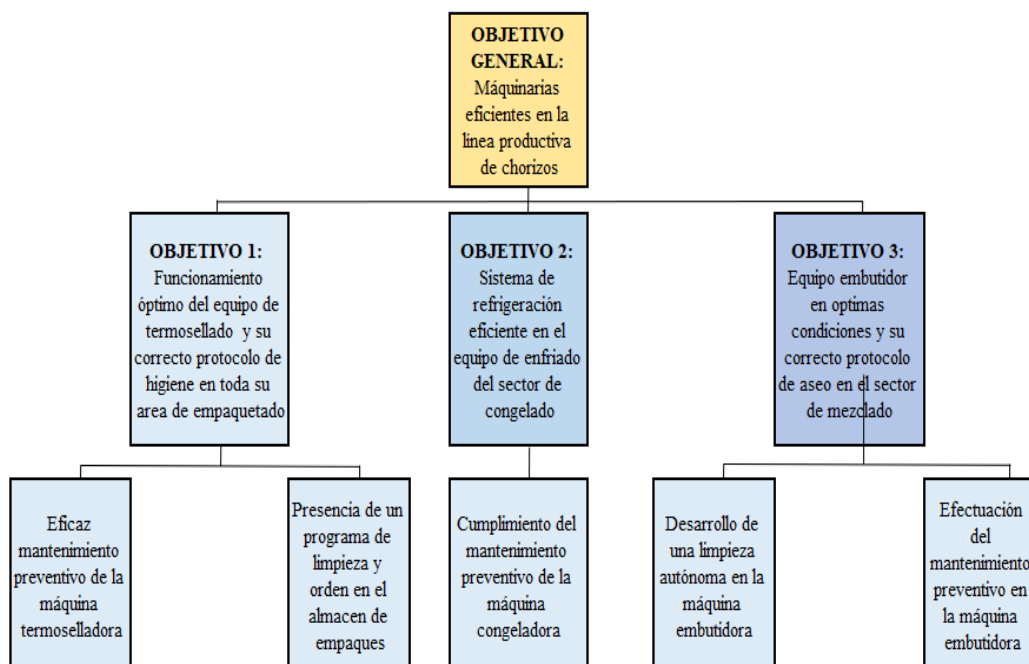 OBJETIVO
GENERAL:
Máquinarias
eficientes en la
linea productiva
de chorizos
OBJETIVO 1:
Funcionamiento
óptimo del equipo de
termosellado y su
correcto protocolo de
higiene en toda su
area de empaquetado
OBJETIVO 2:
Sistema de
refrigeración
eficiente en el
equipo de enfriado
del sector de
congelado
OBJETIVO 3:
Equipo embutidor
en optimas
condiciones y su
correcto protocolo
de aseo en el sector
de mezclado
Eficaz
mantenimiento
preventivo de la
máquina
termoselladora
Presencia de un
programa de
limpieza y
orden en el
almacen de
empaques
Cumplimiento del
mantenimiento
preventivo de la
máquina
congeladora
Desarrollo de
una limpieza
autónoma en la
máquina
embutidora
Efectuación
del
mantenimiento
preventivo en
la máquina
embutidora